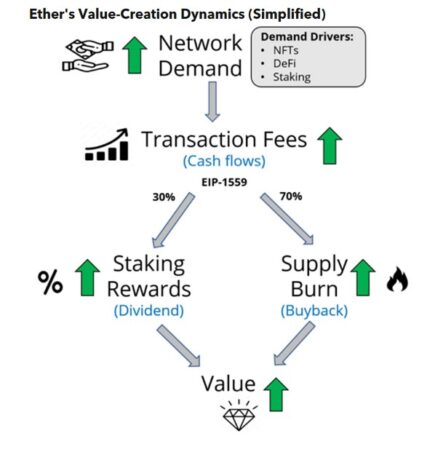 Ether's Value-Creation Dynamics (Simplified)
Network
Demand
Demand Drivers:
• NFTs
• DeFi
• Staking
Transaction Fees
(Cash flows)
EIP-1559
30%
70%
%
Staking
Rewards
(Dividend)
Supply
Burn
(Buyback)
Value